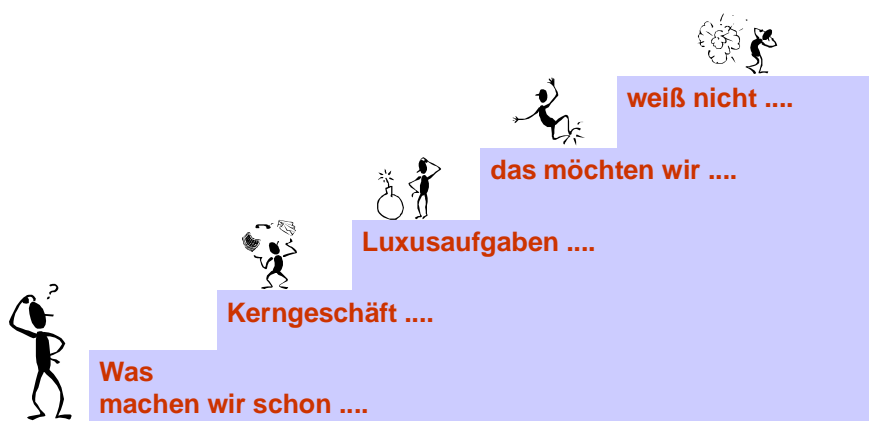 weiß nicht ....
das möchten wir ....
Luxusaufgaben ....
Kerngeschäft ....
?
Was
machen wir schon ....